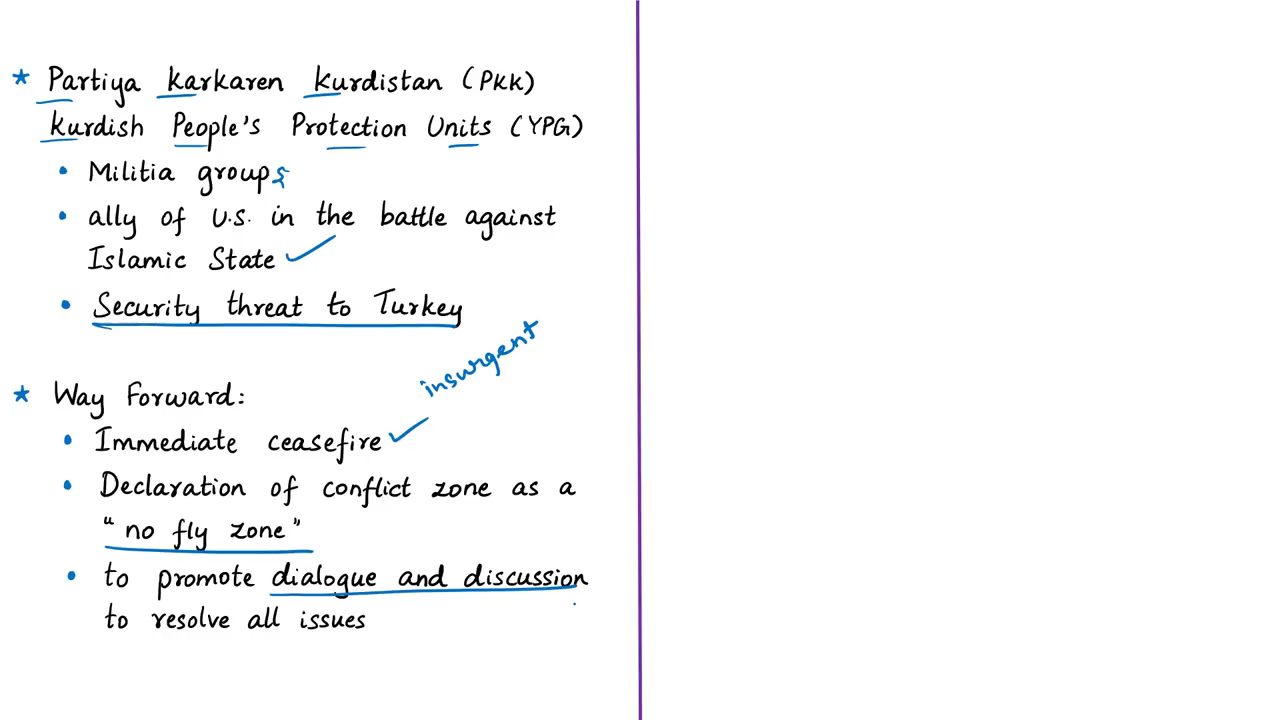 * Partiya Karkaren Kurdistan (PKK)
Kurdish People's Protection Units (YPG)
• Militia groups
• ally of U.S. in the battle against
Islamic State ✓
• Security threat to Turkey
insurgent
* Way Forward:
• Immediate ceasefire ✓
• Declaration of conflict zone as a
"no fly zone"
• to promote dialogue and discussion
to resolve all issues